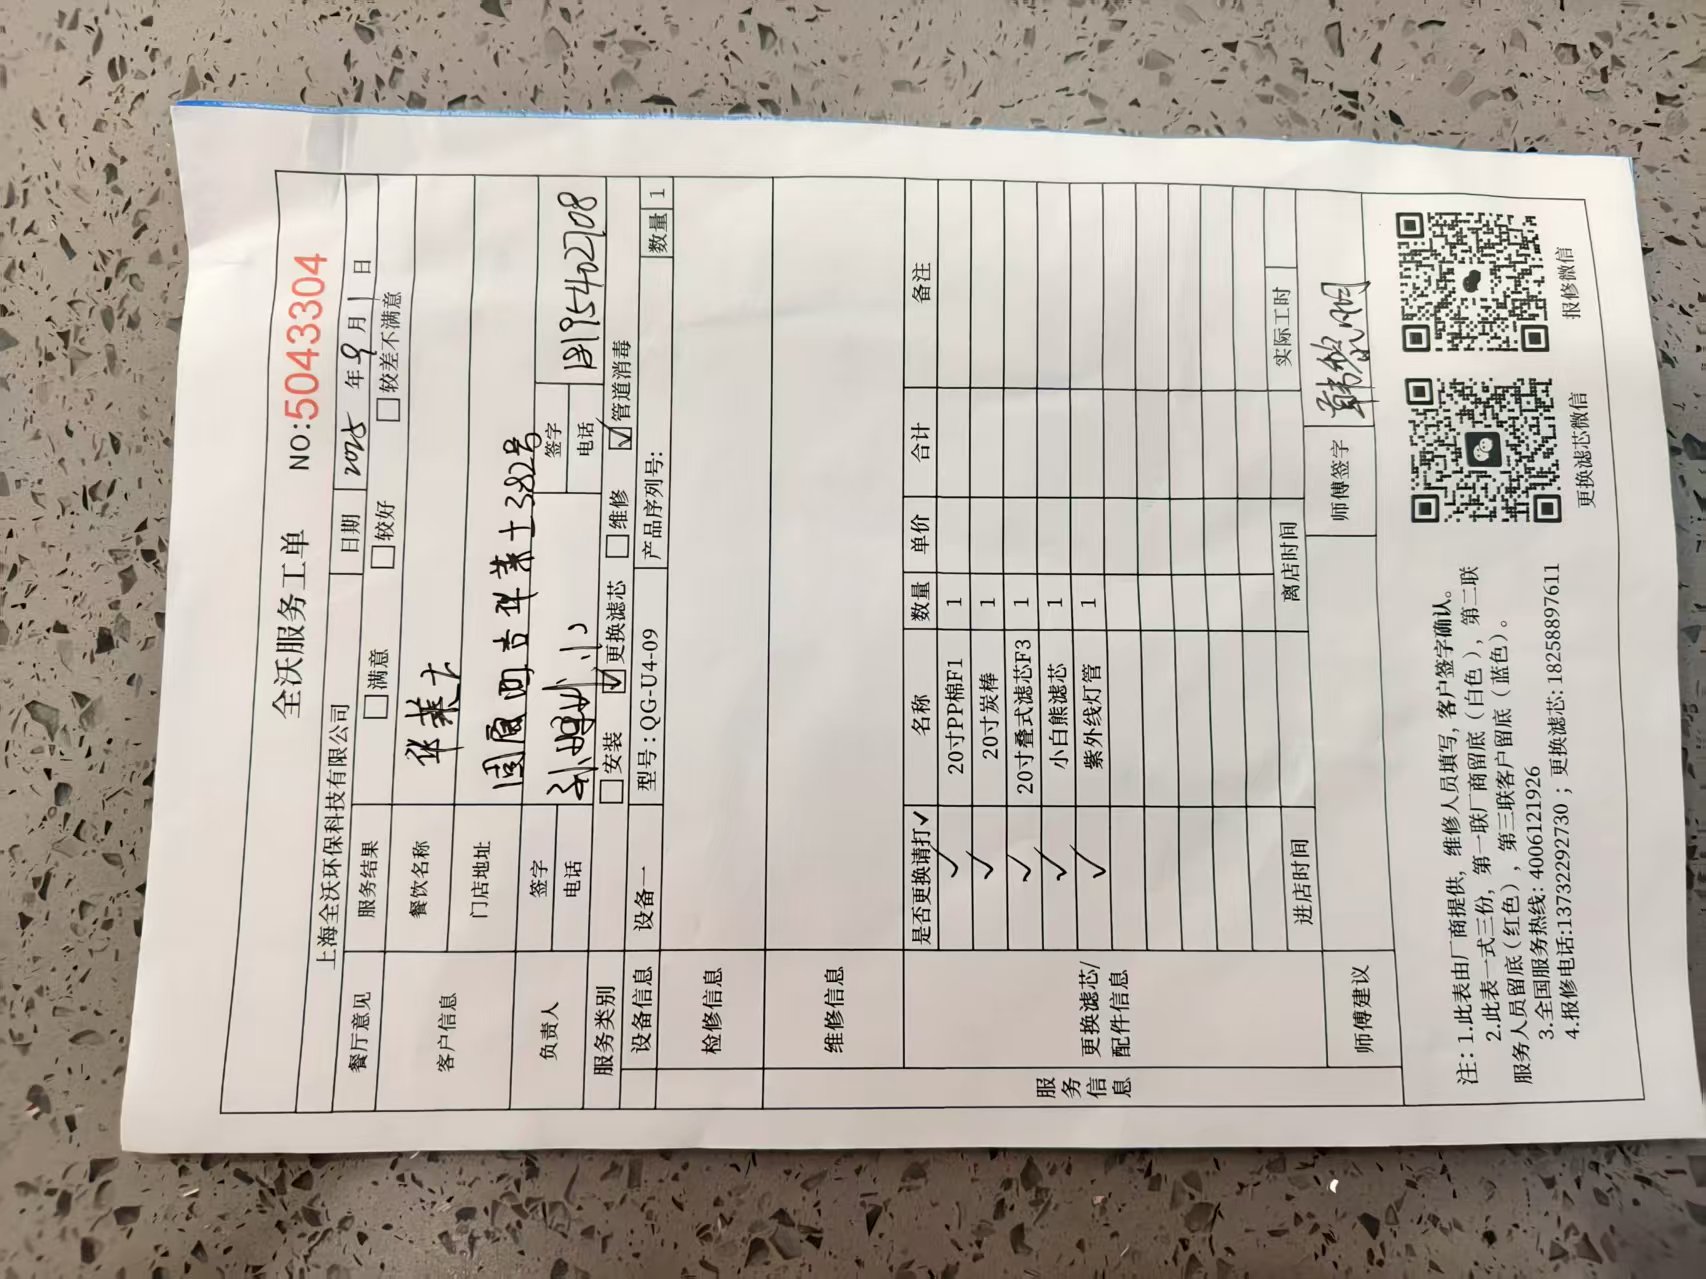 全沃服务工单 NO:5043304
上海全沃环保科技有限公司 日期 2025 年 9 月 1 日
餐厅意见 服务结果 □满意 □较好 □较差不满意
客户信息 餐饮名称 华莱士
门店地址 华莱士382号
负责人 签字 签字
电话 电话 18195402708
服务类别 □安装 ☑更换滤芯 □维修 ☑管道消毒
设备信息 设备一 型号:QG-U4-09 产品序列号: 数量 1
检修信息
维修信息
服务信息
更换滤芯/配件信息
是否更换请打✓ 名称 数量 单价 合计 备注
✓ 20寸PP棉F1 1
✓ 20寸炭棒 1
✓ 20寸叠式滤芯F3 1
✓ 小白熊滤芯 1
✓ 紫外线灯管 1
进店时间 离店时间 实际工时
师傅建议 师傅签字
注:1.此表由厂商提供，维修人员填写,客户签字确认。
2.此表一式三份，第一联厂商留底（白色），第二联
服务人员留底（红色），第三联客户留底（蓝色）。
3.全国服务热线: 4006121926
4.报修电话:13732292730 ; 更换滤芯: 18258897611
更换滤芯微信
报修微信